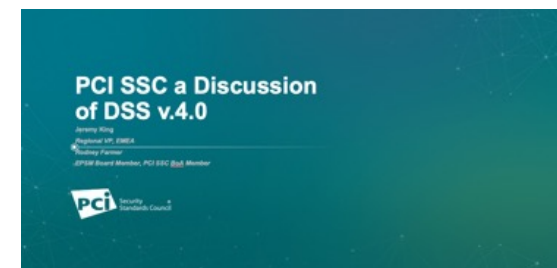 PCI SSC a Discussion
of DSS v.4.0
Jeremy King
Regional VP, EMEA
Rodney Farmer
EPSM Board Member, PCI SSC BoA Member
PCi Security
Standards Council